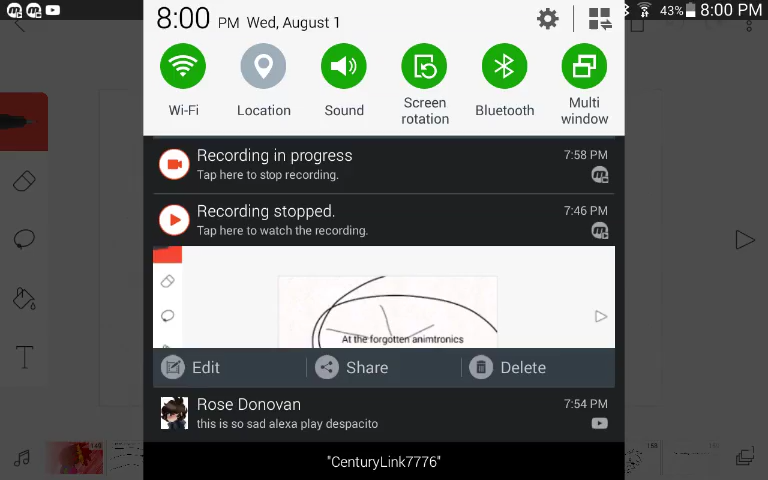 8:00 PM Wed, August 1
43% 8:00 PM
Wi-Fi
Location
Sound
Screen rotation
Bluetooth
Multi window
Recording in progress 7:58 PM
Tap here to stop recording.
Recording stopped. 7:46 PM
Tap here to watch the recording.
At the forgotten animtronics
Edit
Share
Delete
Rose Donovan 7:54 PM
this is so sad alexa play despacito
T
149
188
"CenturyLink7776"